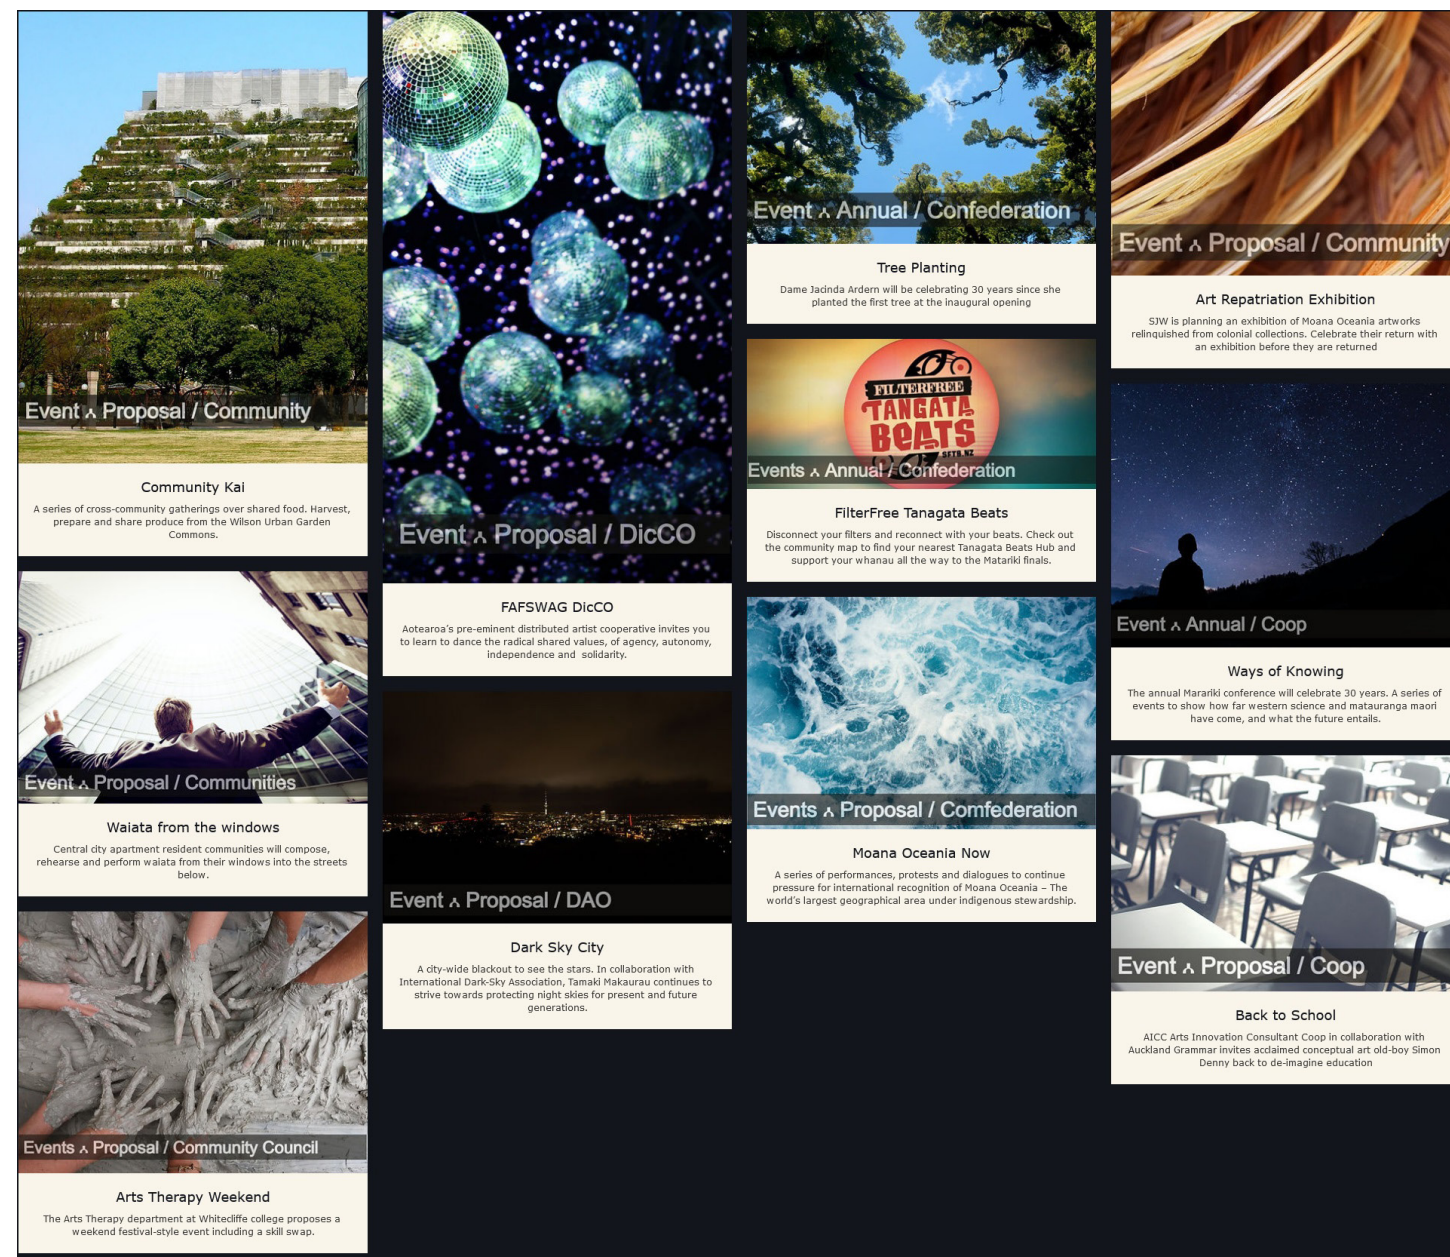 Event ⅄ Proposal / Community
Community Kai
A series of cross-community gatherings over shared food. Harvest,
prepare and share produce from the Wilson Urban Garden
Commons.
Event ⅄ Proposal / Communities
Waiata from the windows
Central city apartment resident communities will compose,
rehearse and perform waiata from their windows into the streets
below.
Events ⅄ Proposal / Community Council
Arts Therapy Weekend
The Arts Therapy department at Whitecliffe college proposes a
weekend festival-style event including a skill swap.
Event ⅄ Proposal / DicCO
FAFSWAG DicCO
Aotearoa’s pre-eminent distributed artist cooperative invites you
to learn to dance the radical shared values, of agency, autonomy,
independence and  solidarity.
Event ⅄ Proposal / DAO
Dark Sky City
A city-wide blackout to see the stars. In collaboration with
International Dark-Sky Association, Tamaki Makaurau continues to
strive towards protecting night skies for present and future
generations.
Event ⅄ Annual / Confederation
Tree Planting
Dame Jacinda Ardern will be celebrating 30 years since she
planted the first tree at the inaugural opening
FILTERFREE
TANGATA
BEATS
SFTB.NZ
Events ⅄ Annual / Confederation
FilterFree Tanagata Beats
Disconnect your filters and reconnect with your beats. Check out
the community map to find your nearest Tanagata Beats Hub and
support your whanau all the way to the Matariki finals.
Events ⅄ Proposal / Comfederation
Moana Oceania Now
A series of performances, protests and dialogues to continue
pressure for international recognition of Moana Oceania – The
world’s largest geographical area under indigenous stewardship.
Event ⅄ Proposal / Community
Art Repatriation Exhibition
SJW is planning an exhibition of Moana Oceania artworks
relinquished from colonial collections. Celebrate their return with
an exhibition before they are returned
Event ⅄ Annual / Coop
Ways of Knowing
The annual Marariki conference will celebrate 30 years. A series of
events to show how far western science and matauranga maori
have come, and what the future entails.
Event ⅄ Proposal / Coop
Back to School
AICC Arts Innovation Consultant Coop in collaboration with
Auckland Grammar invites acclaimed conceptual art old-boy Simon
Denny back to de-imagine education